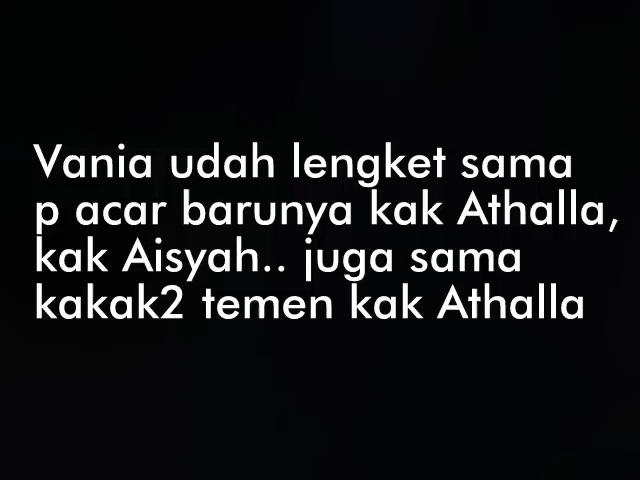 Vania udah lengket sama
p acar barunya kak Athalla,
kak Aisyah.. juga sama
kakak2 temen kak Athalla